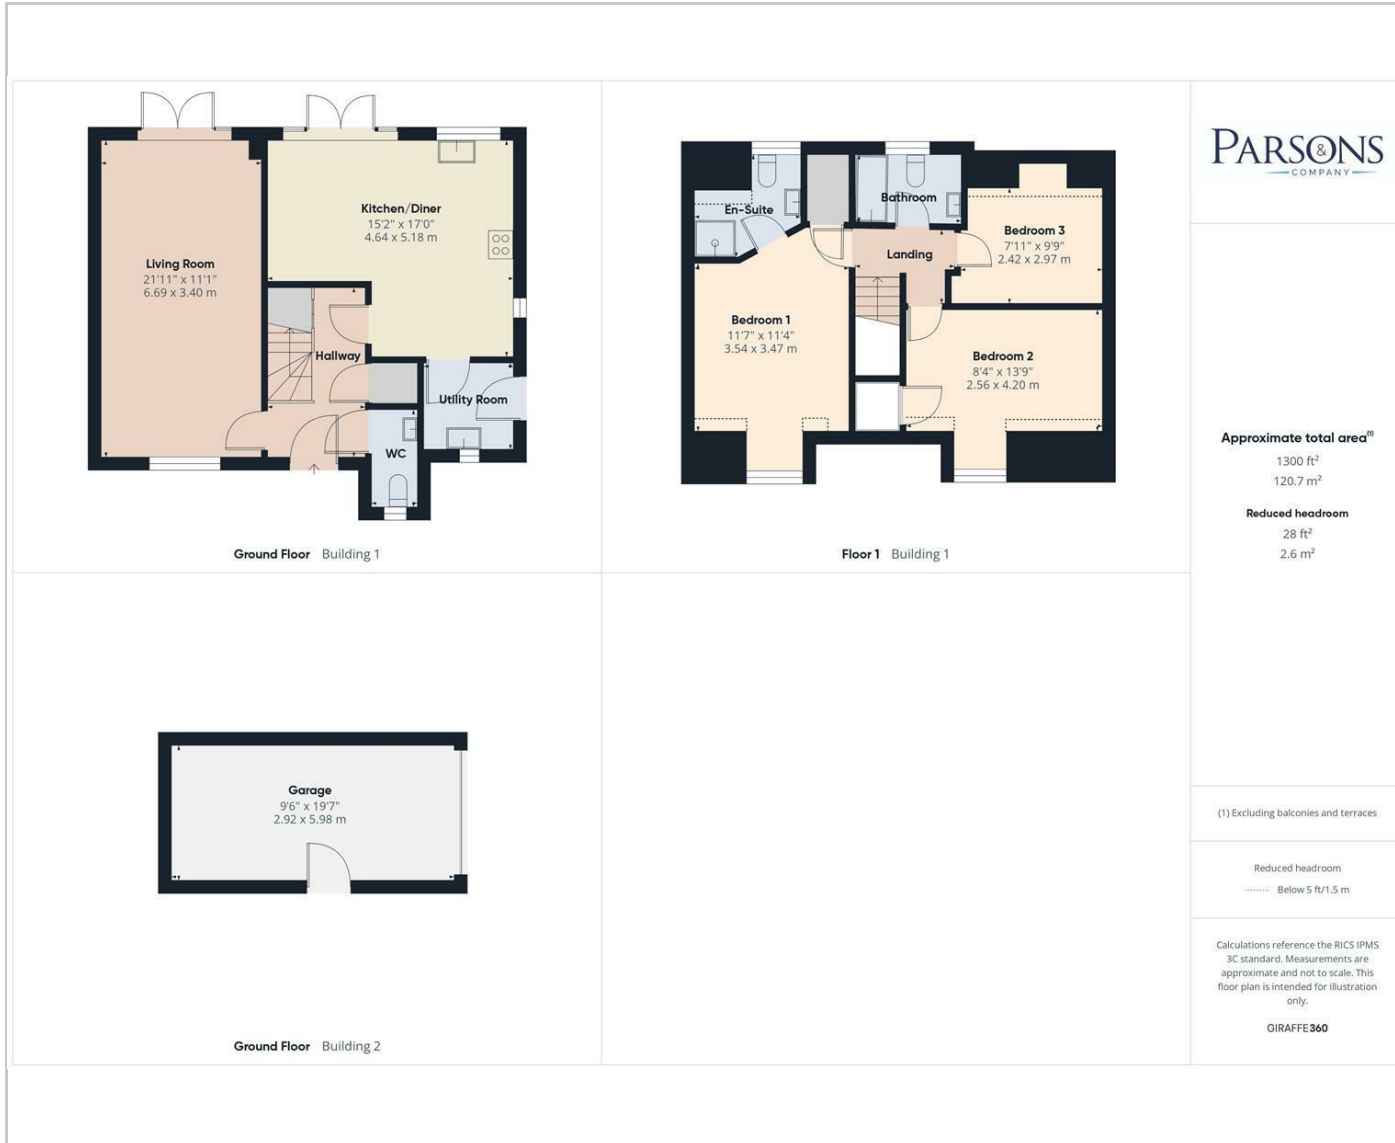 Living Room
21'11" x 11'1"
6.69 x 3.40 m
Kitchen/Diner
15'2" x 17'0"
4.64 x 5.18 m
Hallway
Utility Room
WC
Ground Floor Building 1
En-Suite
Bathroom
Landing
Bedroom 3
7'11" x 9'9"
2.42 x 2.97 m
Bedroom 1
11'7" x 11'4"
3.54 x 3.47 m
Bedroom 2
8'4" x 13'9"
2.56 x 4.20 m
Floor 1 Building 1
Garage
9'6" x 19'7"
2.92 x 5.98 m
Ground Floor Building 2
PARSONS &
COMPANY
Approximate total area(1)
1300 ft²
120.7 m²
Reduced headroom
28 ft²
2.6 m²
(1) Excluding balconies and terraces
Reduced headroom
Below 5 ft/1.5 m
Calculations reference the RICS IPMS
3C standard. Measurements are
approximate and not to scale. This
floor plan is intended for illustration
only.
GIRAFFE360